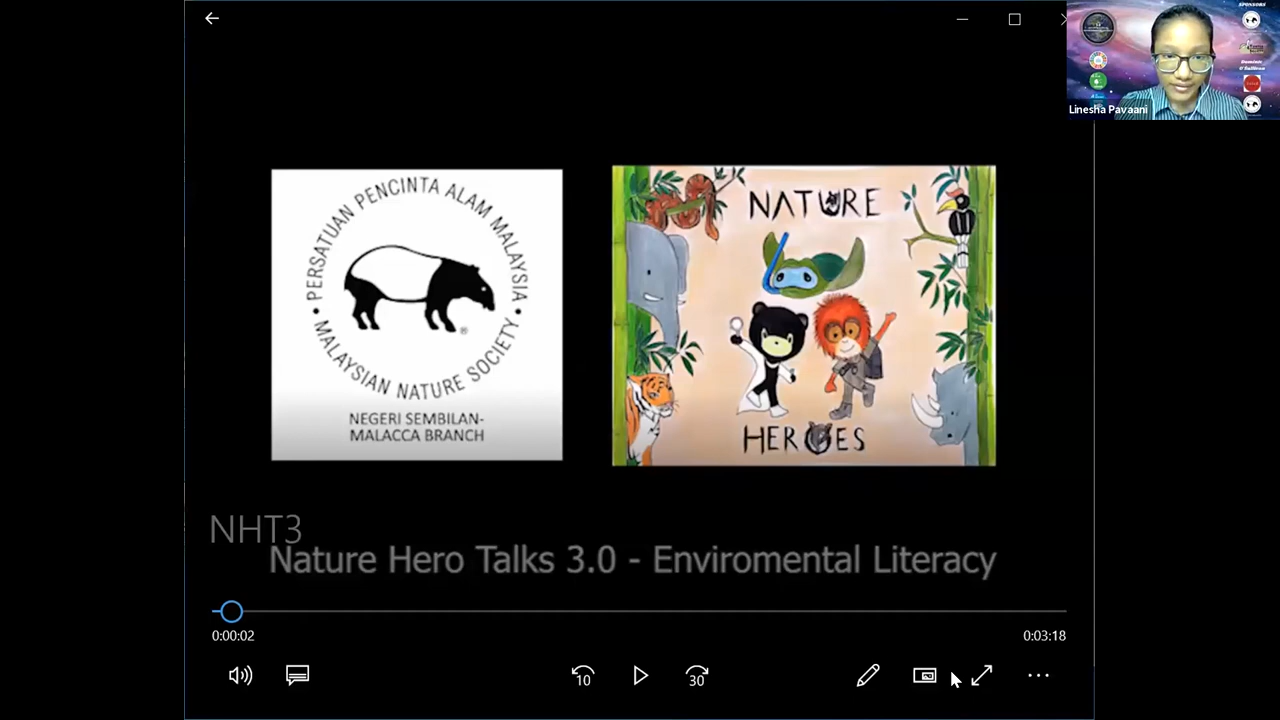 SPONSORS
Linesha Pavaani
PERSATUAN PENCINTA ALAM MALAYSIA
MALAYSIAN NATURE SOCIETY
®
NEGERI SEMBILAN-
MALACCA BRANCH
NATURE
HEROES
NHT3
Nature Hero Talks 3.0 - Enviromental Literacy
0:00:02
0:03:18
10
30